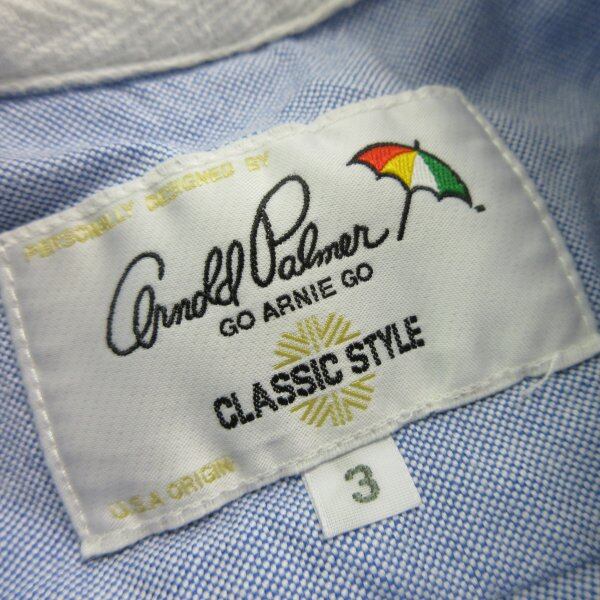 PERSONALLY DESIGNED BY
Arnold Palmer
GO ARNIE GO
CLASSIC STYLE
U.S.A ORIGIN
3